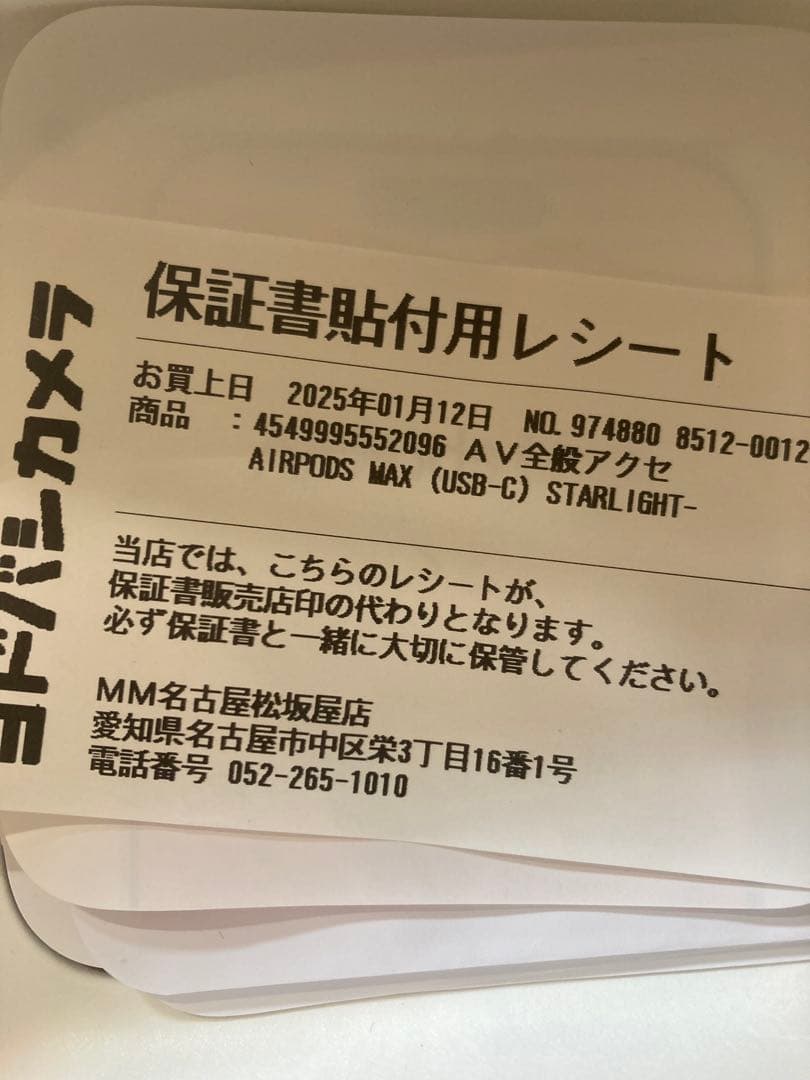 ヨドバシカメラ
保証書貼付用レシート
お買上日　2025年01月12日　NO. 974880 8512-0012
商品　：4549995552096 ＡＶ全般アクセ
AIRPODS MAX (USB-C) STARLIGHT-
当店では、こちらのレシートが、
保証書販売店印の代わりとなります。
必ず保証書と一緒に大切に保管してください。
ＭＭ名古屋松坂屋店
愛知県名古屋市中区栄3丁目16番1号
電話番号 052-265-1010